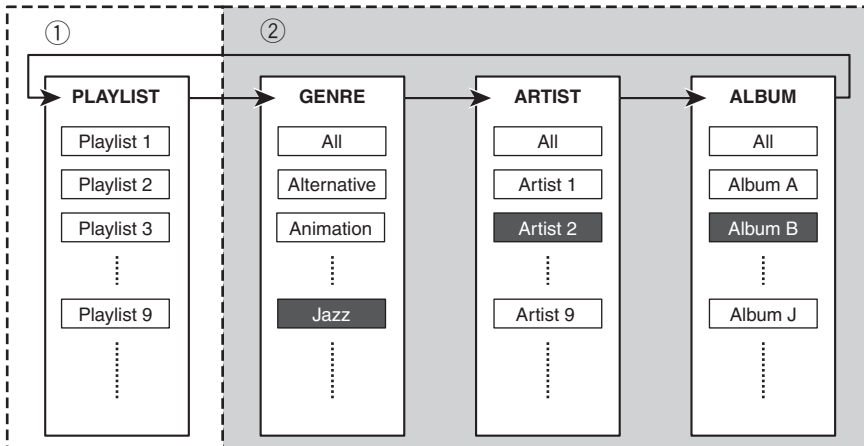 ①
②
PLAYLIST
Playlist 1
Playlist 2
Playlist 3
Playlist 9
GENRE
All
Alternative
Animation
Jazz
ARTIST
All
Artist 1
Artist 2
Artist 9
ALBUM
All
Album A
Album B
Album J